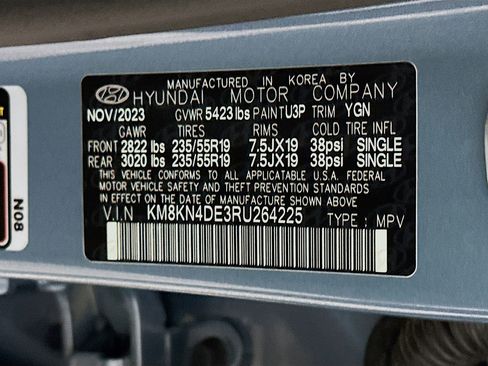 MANUFACTURED IN KOREA BY
HYUNDAI MOTOR COMPANY
NOV/2023 GVWR 5423 lbs PAINT U3P TRIM YGN
GAWR TIRES RIMS COLD TIRE INFL
FRONT 2822 lbs 235/55R19 7.5JX19 38psi SINGLE
REAR 3020 lbs 235/55R19 7.5JX19 38psi SINGLE
THIS VEHICLE CONFORMS TO ALL APPLICABLE U.S.A. FEDERAL
MOTOR VEHICLE SAFETY AND THEFT PREVENTION STANDARDS
IN EFFECT ON THE DATE OF MANUFACTURE SHOWN ABOVE
V.I.N KM8KN4DE3RU264225 TYPE : MPV
N08